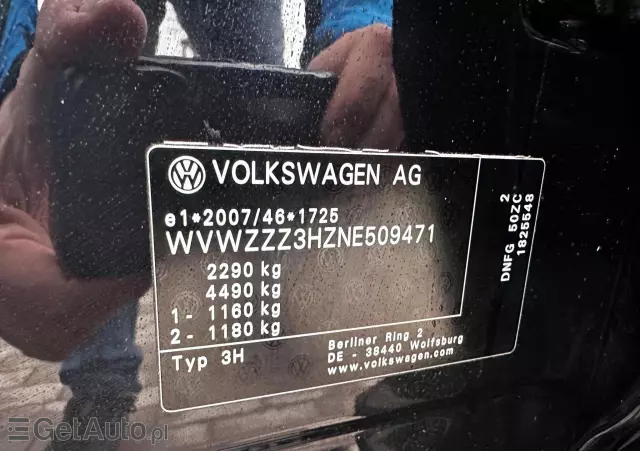 VOLKSWAGEN AG
e1*2007/46*1725
WVWZZZ3HZNE509471
2290 kg
4490 kg
1 - 1160 kg
2 - 1180 kg
Typ 3H
Berliner Ring 2
DE - 38440 Wolfsburg
www.volkswagen.com
2
DNFG 50ZC
1825548
GetAuto.pl